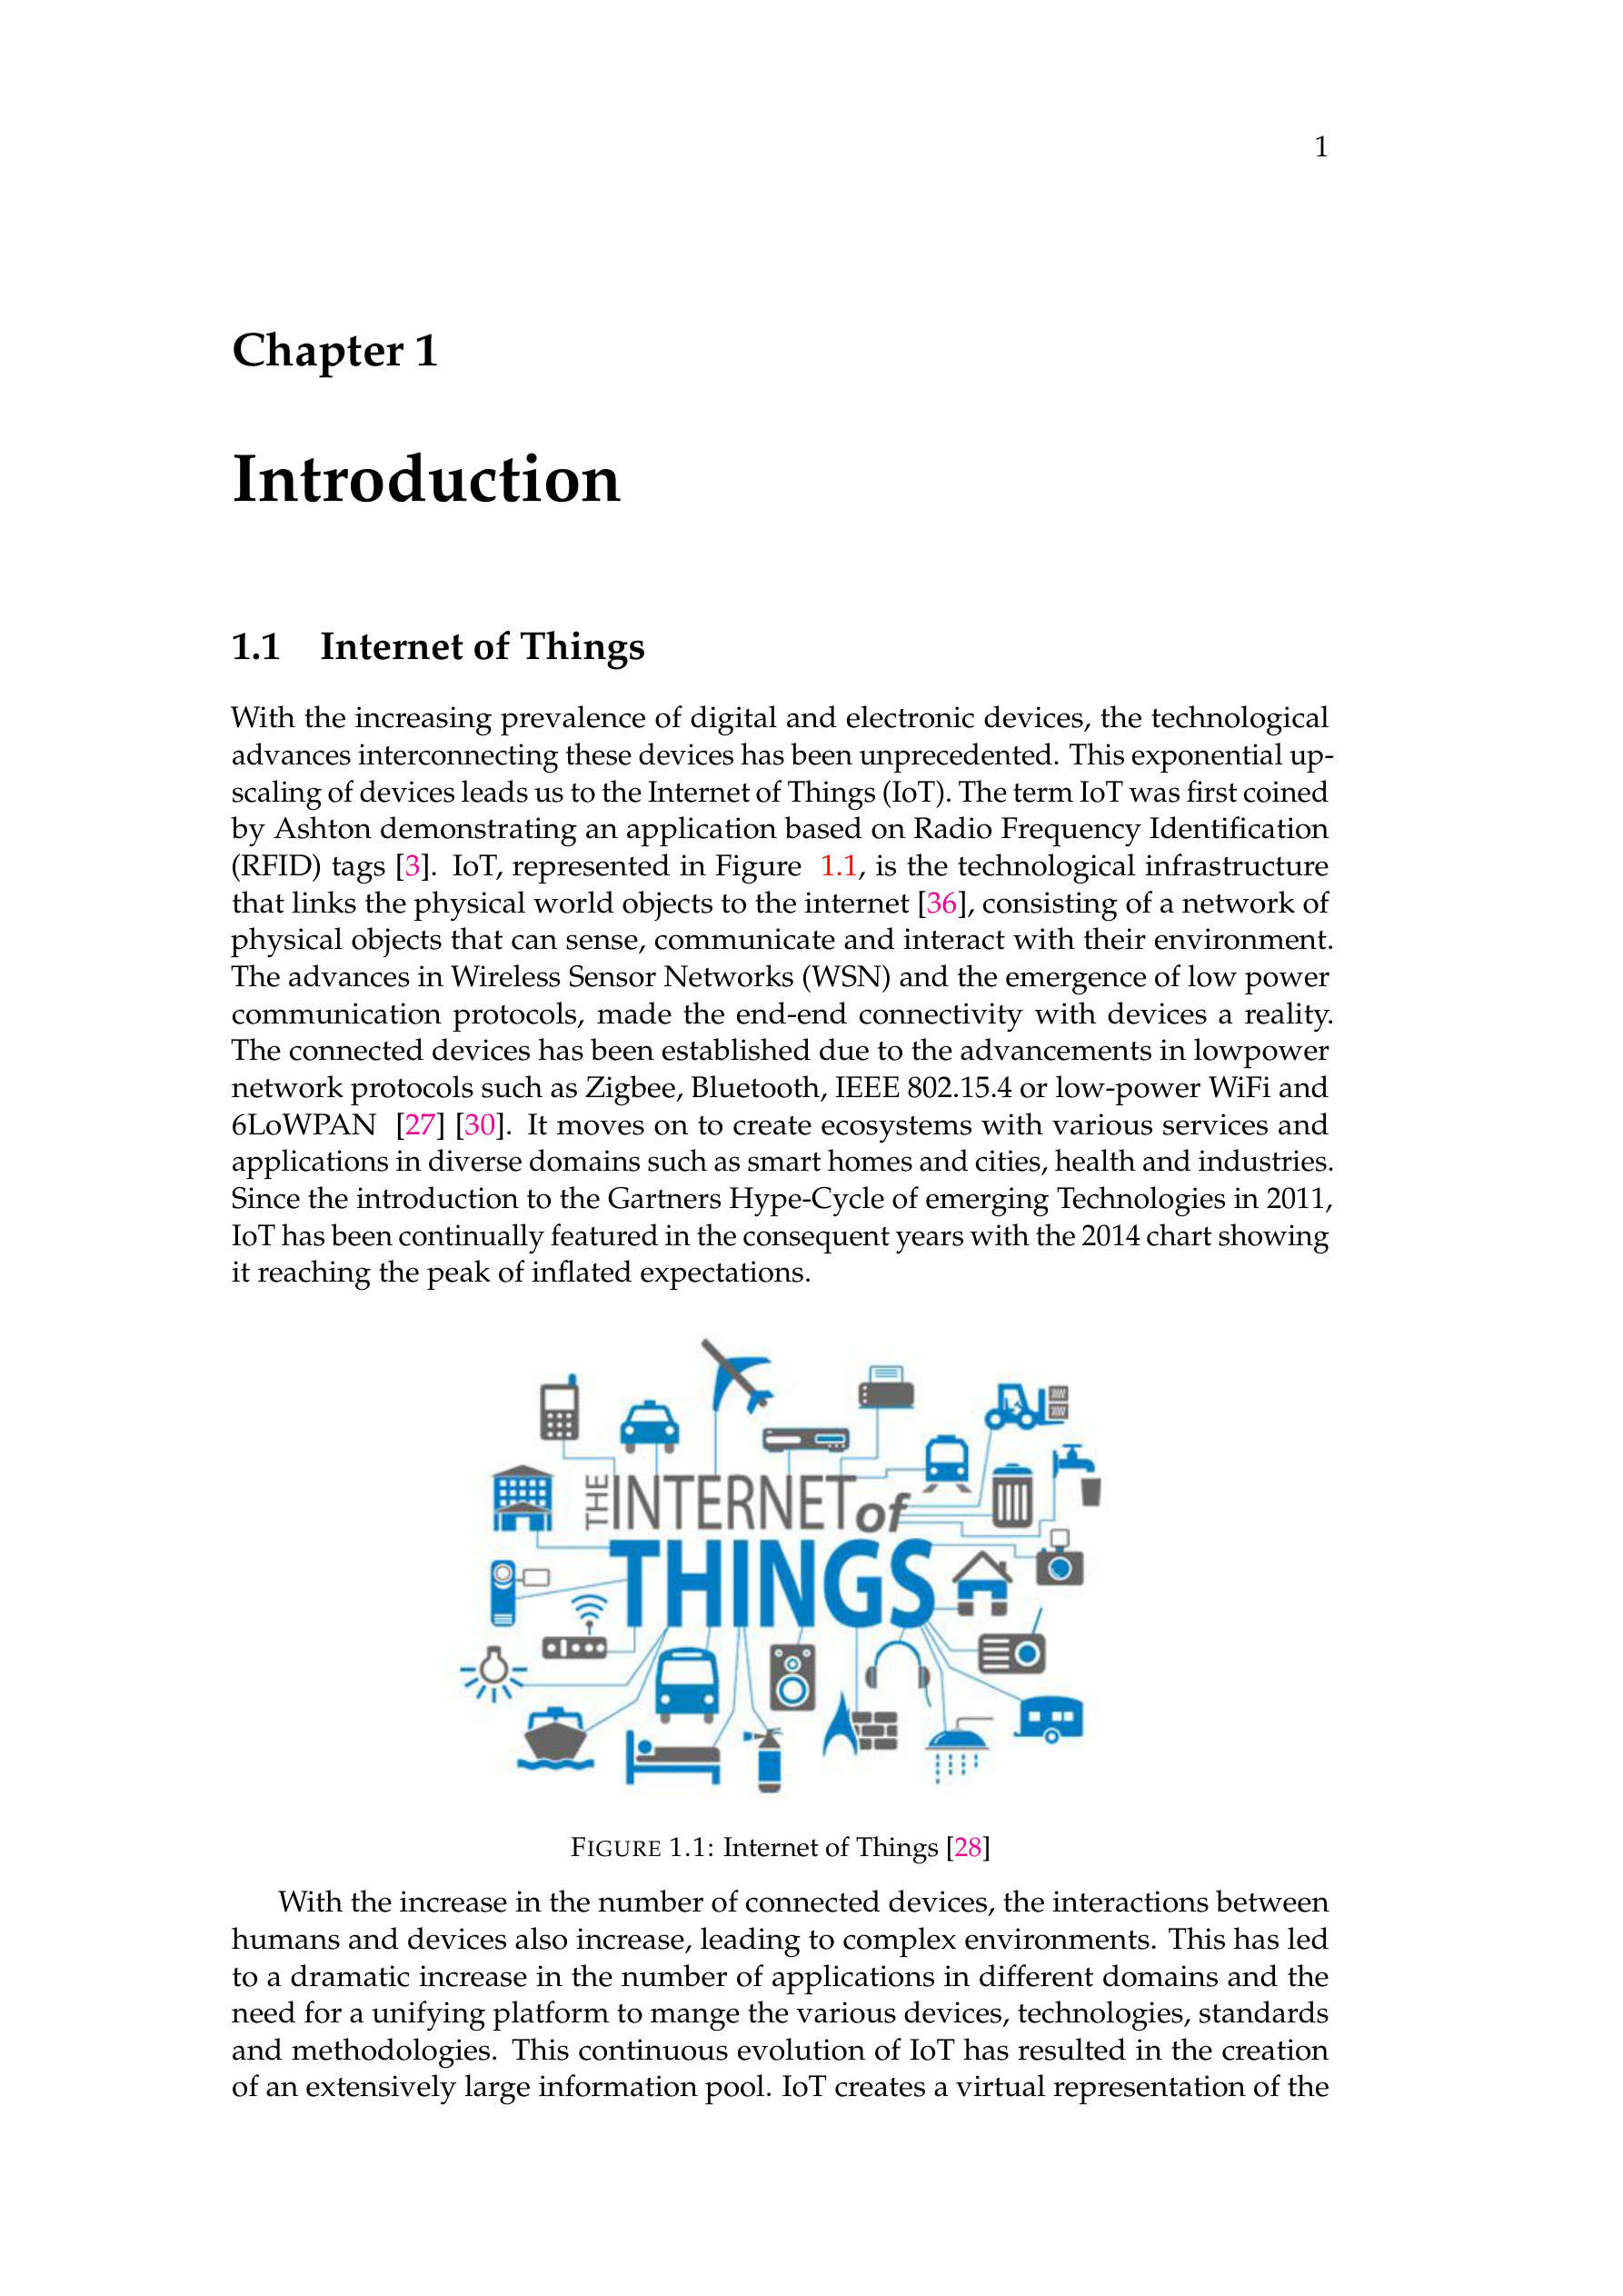 1
Chapter 1
Introduction
1.1 Internet of Things
With the increasing prevalence of digital and electronic devices, the technological
advances interconnecting these devices has been unprecedented. This exponential up-
scaling of devices leads us to the Internet of Things (IoT). The term IoT was first coined
by Ashton demonstrating an application based on Radio Frequency Identification
(RFID) tags [3]. IoT, represented in Figure 1.1, is the technological infrastructure
that links the physical world objects to the internet [36], consisting of a network of
physical objects that can sense, communicate and interact with their environment.
The advances in Wireless Sensor Networks (WSN) and the emergence of low power
communication protocols, made the end-end connectivity with devices a reality.
The connected devices has been established due to the advancements in lowpower
network protocols such as Zigbee, Bluetooth, IEEE 802.15.4 or low-power WiFi and
6LoWPAN [27] [30]. It moves on to create ecosystems with various services and
applications in diverse domains such as smart homes and cities, health and industries.
Since the introduction to the Gartners Hype-Cycle of emerging Technologies in 2011,
IoT has been continually featured in the consequent years with the 2014 chart showing
it reaching the peak of inflated expectations.
THE INTERNET of
THINGS
FIGURE 1.1: Internet of Things [28]
With the increase in the number of connected devices, the interactions between
humans and devices also increase, leading to complex environments. This has led
to a dramatic increase in the number of applications in different domains and the
need for a unifying platform to mange the various devices, technologies, standards
and methodologies. This continuous evolution of IoT has resulted in the creation
of an extensively large information pool. IoT creates a virtual representation of the